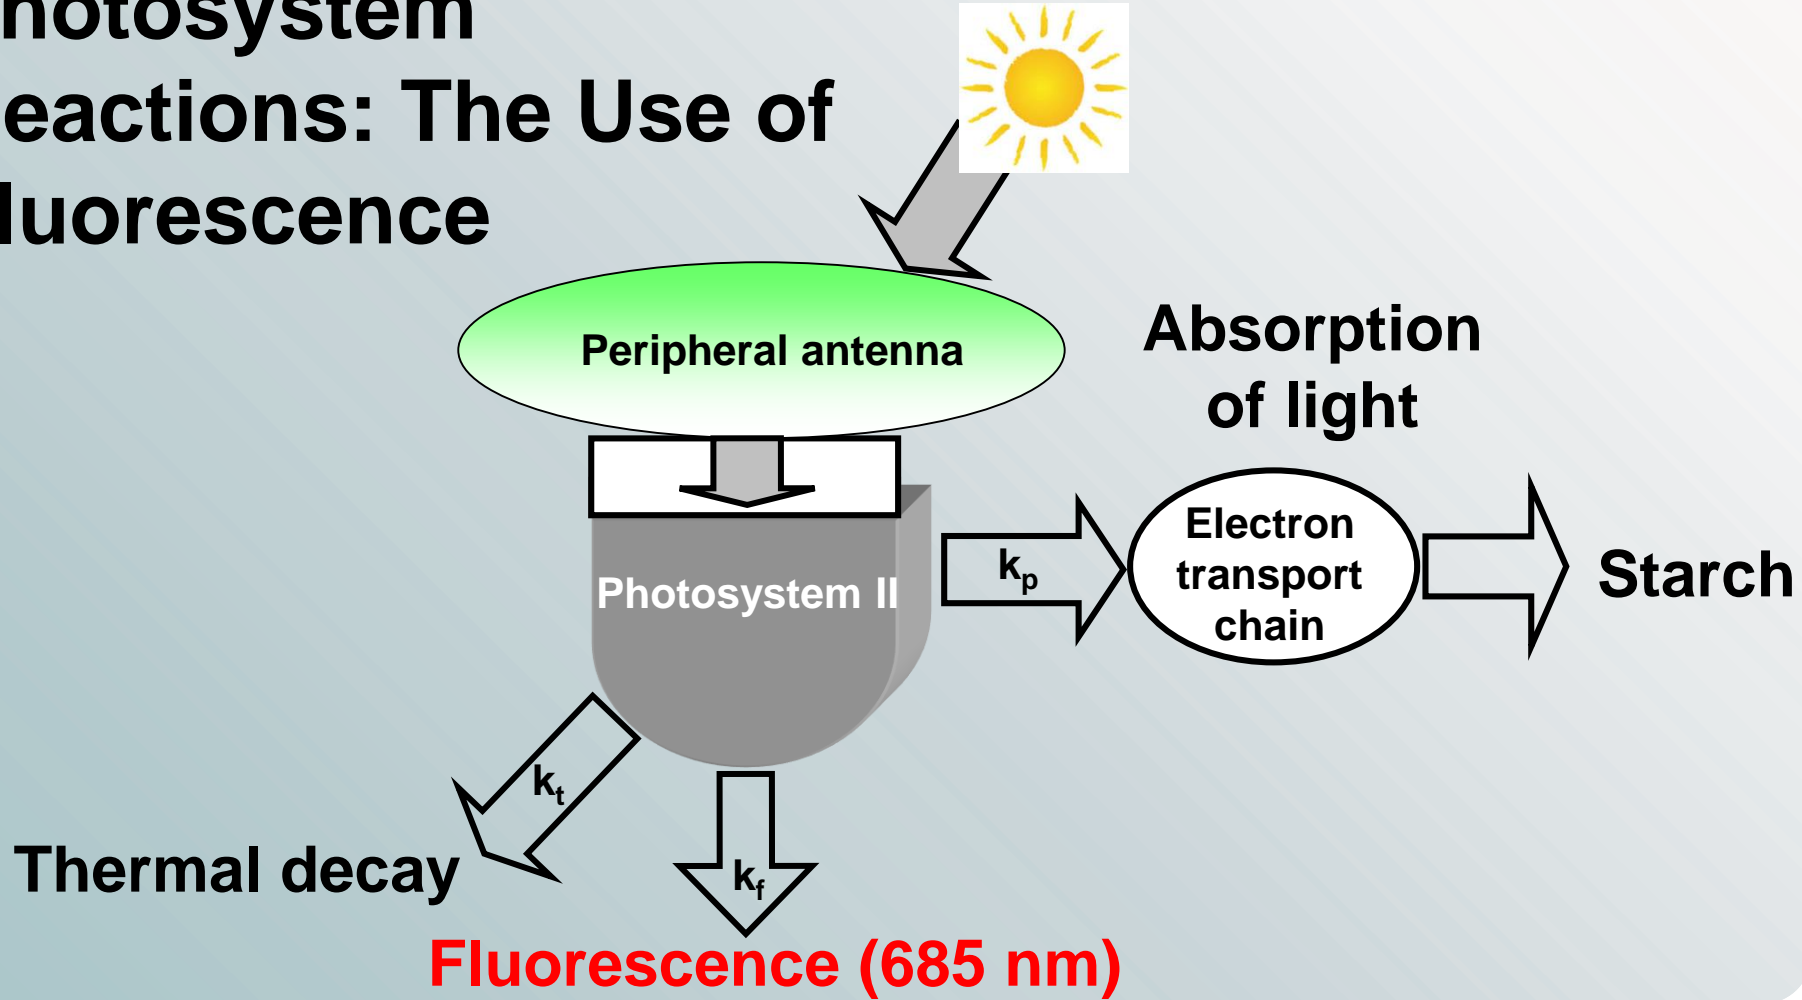 hotosystem
eactions: The Use of
luorescence
Peripheral antenna
Absorption
of light
Photosystem II
kp
Electron
transport
chain
Starch
kt
Thermal decay
kf
Fluorescence (685 nm)